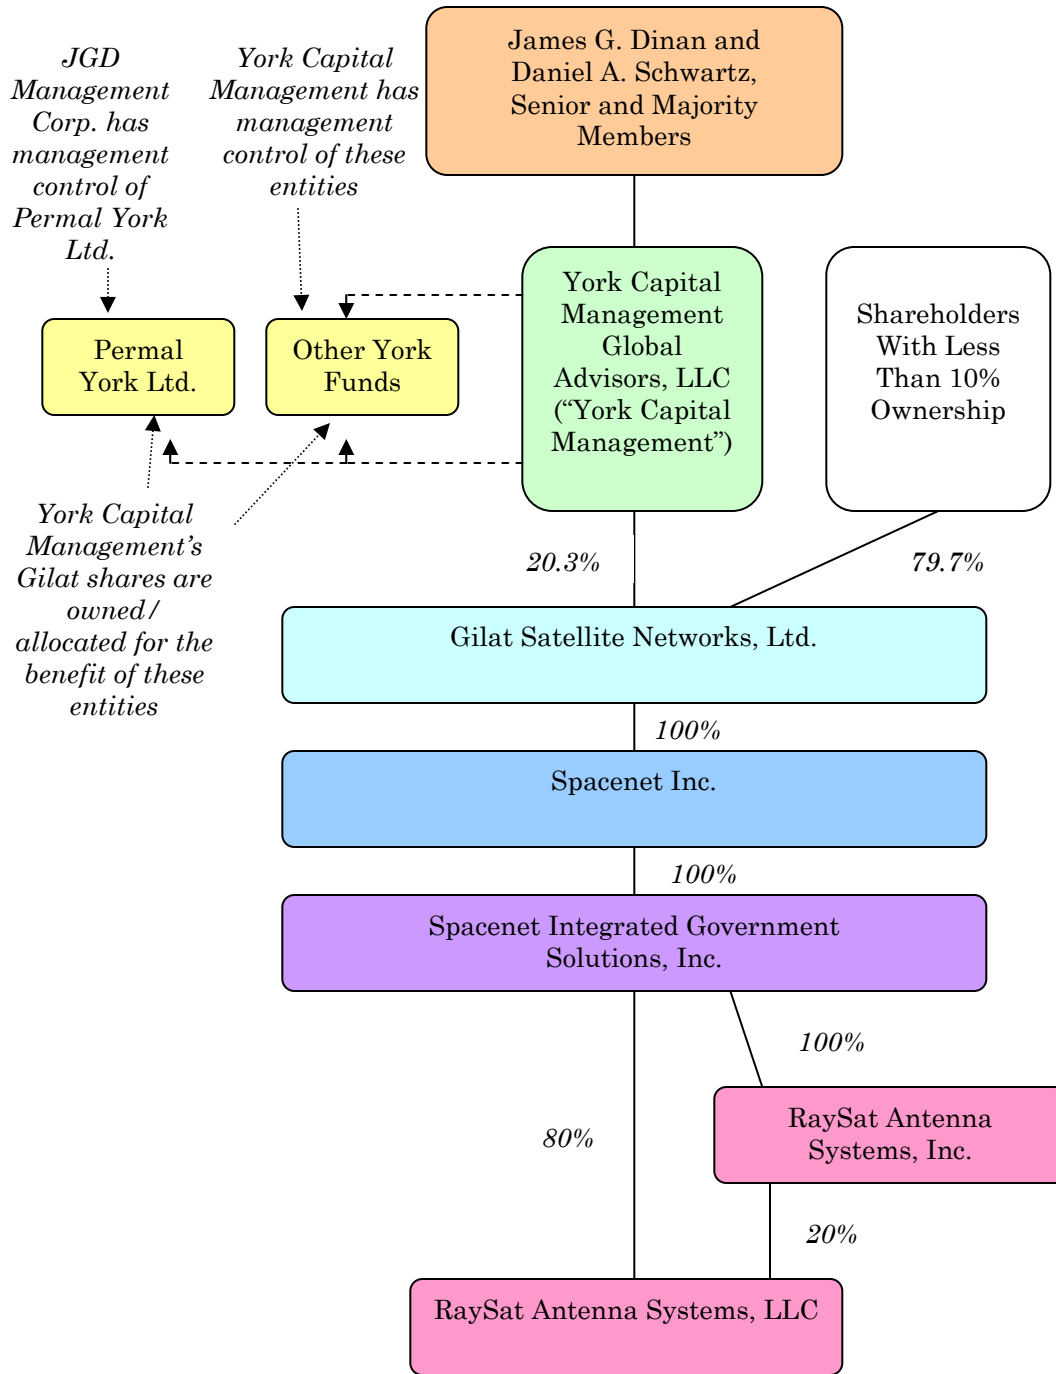 James G. Dinan and
Daniel A. Schwartz,
Senior and Majority
Members
JGD
Management
Corp. has
management
control of
Permal York
Ltd.
York Capital
Management has
management
control of these
entities
Permal
York Ltd.
Other York
Funds
York Capital
Management
Global
Advisors, LLC
(“York Capital
Management”)
Shareholders
With Less
Than 10%
Ownership
York Capital
Management’s
Gilat shares are
owned/
allocated for the
benefit of these
entities
20.3%
79.7%
Gilat Satellite Networks, Ltd.
100%
Spacenet Inc.
100%
Spacenet Integrated Government
Solutions, Inc.
100%
80%
RaySat Antenna
Systems, Inc.
20%
RaySat Antenna Systems, LLC